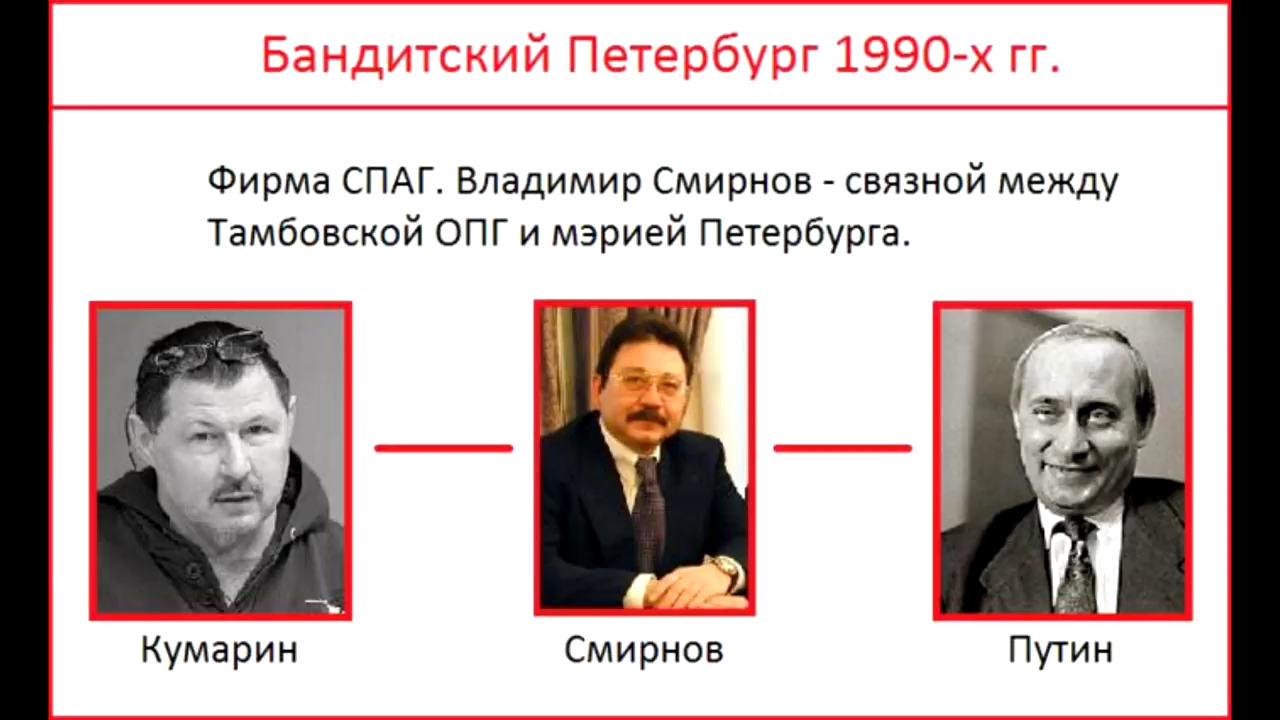 Бандитский Петербург 1990-х гг.
Фирма СПАГ. Владимир Смирнов - связной между
Тамбовской ОПГ и мэрией Петербурга.
Кумарин
Смирнов
Путин